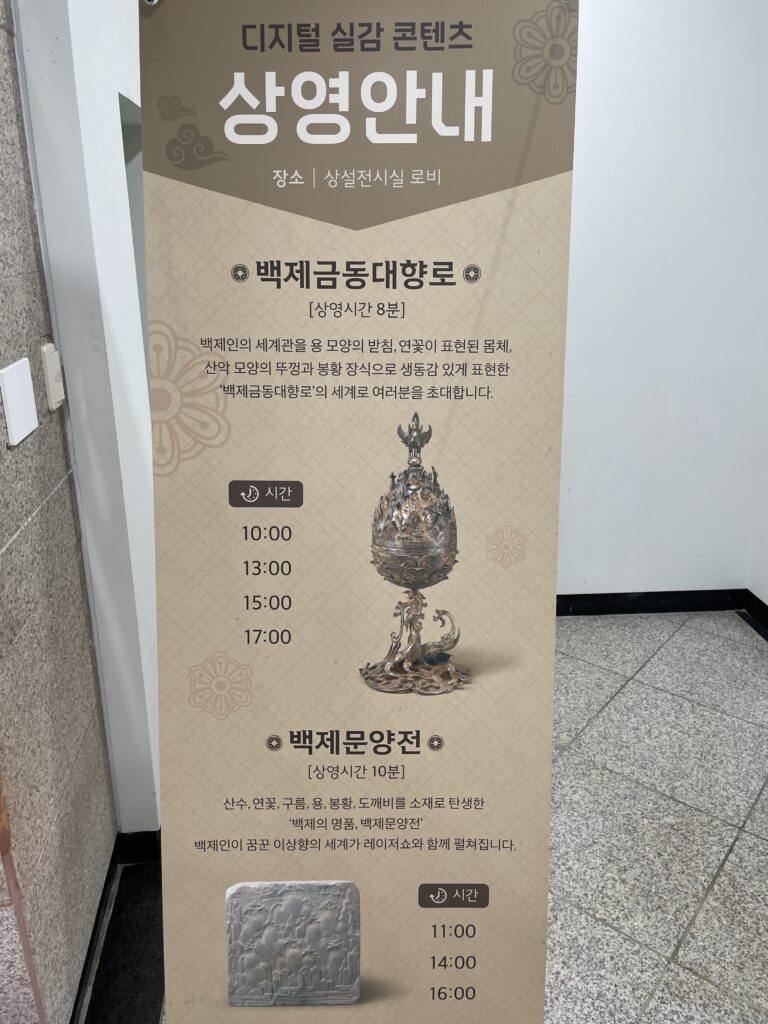 디지털 실감 콘텐츠
상영안내
장소 | 상설전시실 로비
백제금동대향로
[상영시간 8분]
백제인의 세계관을 용 모양의 받침, 연꽃이 표현된 몸체,
산악 모양의 뚜껑과 봉황 장식으로 생동감 있게 표현한
'백제금동대향로'의 세계로 여러분을 초대합니다.
시간
10:00
13:00
15:00
17:00
백제문양전
[상영시간 10분]
산수, 연꽃, 구름, 용, 봉황, 도깨비를 소재로 탄생한
'백제의 명품, 백제문양전'
백제인이 꿈꾼 이상향의 세계가 레이저쇼와 함께 펼쳐집니다.
시간
11:00
14:00
16:00